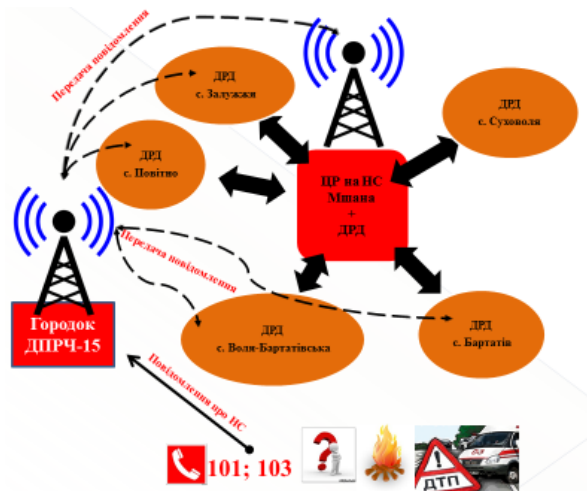 Передача повідомлення
ДРД
с. Залужжя
ДРД
с. Суховоля
ДРД
с. Повітно
ЦР на НС
Мшана
+
ДРД
Передача повідомлення
Городок
ДПРЧ-15
ДРД
с. Воля-Бартатівська
ДРД
с. Бартатів
Повідомлення про НС
101; 103
ДТП